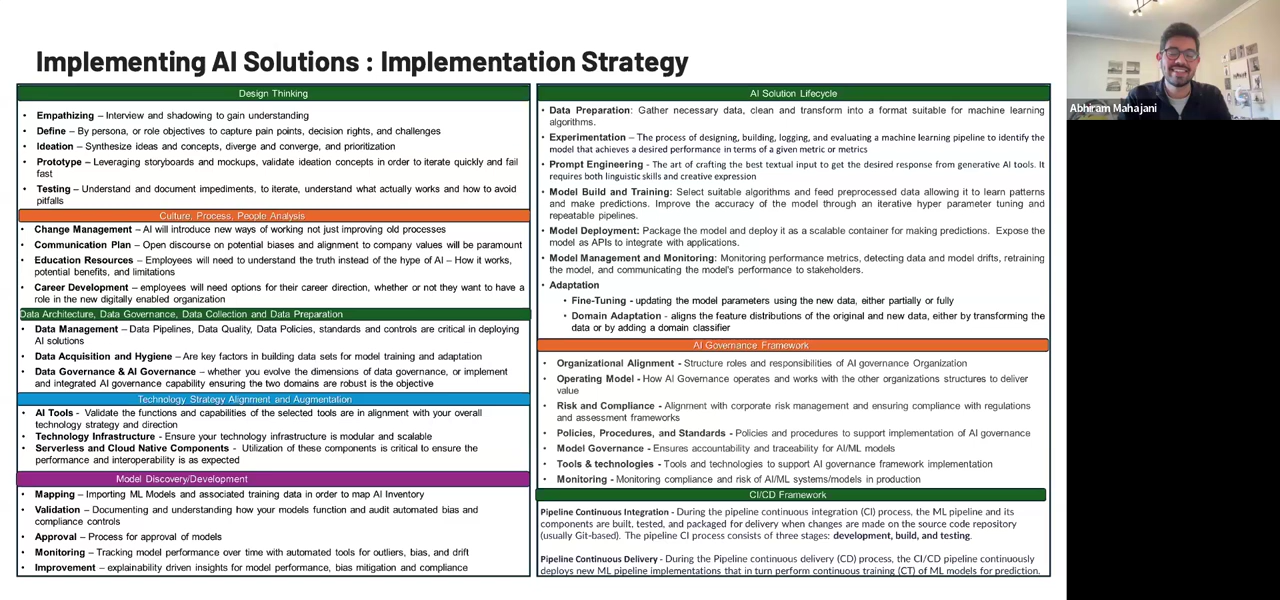 Implementing AI Solutions : Implementation Strategy
Design Thinking
• Empathizing – Interview and shadowing to gain understanding
• Define – By persona, or role objectives to capture pain points, decision rights, and challenges
• Ideation – Synthesize ideas and concepts, diverge and converge, and prioritization
• Prototype – Leveraging storyboards and mockups, validate ideation concepts in order to iterate quickly and fail
fast
• Testing – Understand and document impediments, to iterate, understand what actually works and how to avoid
pitfalls
Culture, Process, People Analysis
• Change Management – AI will introduce new ways of working not just improving old processes
• Communication Plan – Open discourse on potential biases and alignment to company values will be paramount
• Education Resources – Employees will need to understand the truth instead of the hype of AI – How it works,
potential benefits, and limitations
• Career Development – employees will need options for their career direction, whether or not they want to have a
role in the new digitally enabled organization
Data Architecture, Data Governance, Data Collection and Data Preparation
• Data Management – Data Pipelines, Data Quality, Data Policies, standards and controls are critical in deploying
AI solutions
• Data Acquisition and Hygiene – Are key factors in building data sets for model training and adaptation
• Data Governance & AI Governance – whether you evolve the dimensions of data governance, or implement
and integrated AI governance capability ensuring the two domains are robust is the objective
Technology Strategy Alignment and Augmentation
• AI Tools - Validate the functions and capabilities of the selected tools are in alignment with your overall
technology strategy and direction
• Technology Infrastructure - Ensure your technology infrastructure is modular and scalable
• Serverless and Cloud Native Components - Utilization of these components is critical to ensure the
performance and interoperability is as expected
Model Discovery/Development
• Mapping – Importing ML Models and associated training data in order to map AI Inventory
• Validation – Documenting and understanding how your models function and audit automated bias and
compliance controls
• Approval – Process for approval of models
• Monitoring – Tracking model performance over time with automated tools for outliers, bias, and drift
• Improvement – explainability driven insights for model performance, bias mitigation and compliance
AI Solution Lifecycle
• Data Preparation: Gather necessary data, clean and transform into a format suitable for machine learning
algorithms.
• Experimentation – The process of designing, building, logging, and evaluating a machine learning pipeline to identify the
model that achieves a desired performance in terms of a given metric or metrics
• Prompt Engineering - The art of crafting the best textual input to get the desired response from generative AI tools. It
requires both linguistic skills and creative expression
• Model Build and Training: Select suitable algorithms and feed preprocessed data allowing it to learn patterns
and make predictions. Improve the accuracy of the model through an iterative hyper parameter tuning and
repeatable pipelines.
• Model Deployment: Package the model and deploy it as a scalable container for making predictions. Expose the
model as APIs to integrate with applications.
• Model Management and Monitoring: Monitoring performance metrics, detecting data and model drifts, retraining
the model, and communicating the model's performance to stakeholders.
• Adaptation
• Fine-Tuning - updating the model parameters using the new data, either partially or fully
• Domain Adaptation - aligns the feature distributions of the original and new data, either by transforming the
data or by adding a domain classifier
AI Governance Framework
• Organizational Alignment - Structure roles and responsibilities of AI governance Organization
• Operating Model - How AI Governance operates and works with the other organizations structures to deliver
value
• Risk and Compliance - Alignment with corporate risk management and ensuring compliance with regulations
and assessment frameworks
• Policies, Procedures, and Standards - Policies and procedures to support implementation of AI governance
• Model Governance - Ensures accountability and traceability for AI/ML models
• Tools & technologies - Tools and technologies to support AI governance framework implementation
• Monitoring - Monitoring compliance and risk of AI/ML systems/models in production
CI/CD Framework
Pipeline Continuous Integration - During the pipeline continuous integration (CI) process, the ML pipeline and its
components are built, tested, and packaged for delivery when changes are made on the source code repository
(usually Git-based). The pipeline CI process consists of three stages: development, build, and testing.
Pipeline Continuous Delivery - During the Pipeline continuous delivery (CD) process, the CI/CD pipeline continuously
deploys new ML pipeline implementations that in turn perform continuous training (CT) of ML models for prediction.
Abhiram Mahajani